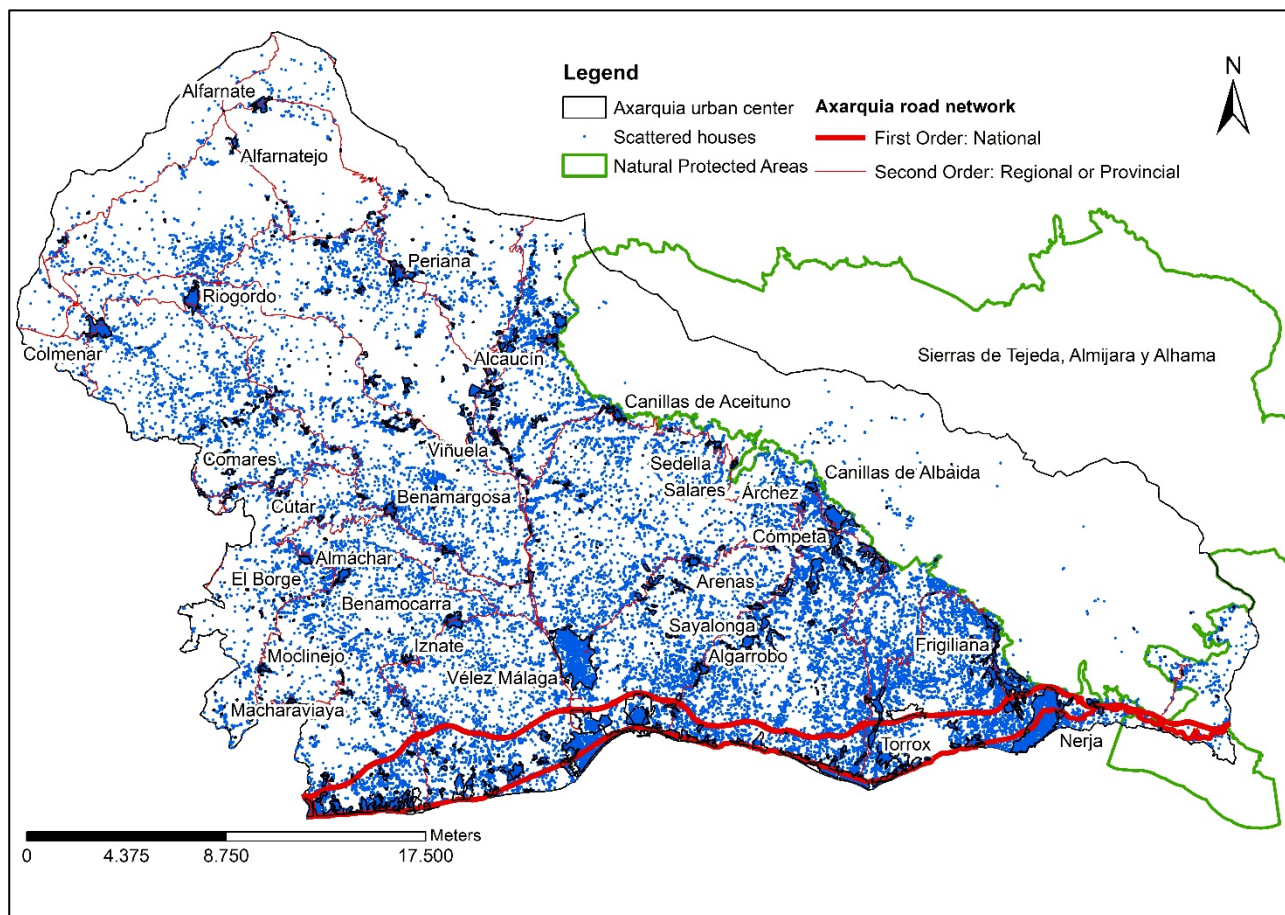 Legend
Axarquia urban center
Scattered houses
Natural Protected Areas
Axarquia road network
First Order: National
Second Order: Regional or Provincial
N
Alfarnate
Alfarnatejo
Periana
Riogordo
Colmenar
Alcaucín
Sierras de Tejeda, Almijara y Alhama
Canillas de Aceituno
Viñuela
Comares
Sedella
Canillas de Albaida
Salares
Árchez
Benamargosa
Cútar
Cómpeta
Almáchar
El Borge
Arenas
Benamocarra
Sayalonga
Iznate
Frigiliana
Moclinejo
Algarrobo
Vélez Málaga
Macharaviaya
Torrox
Nerja
Meters
0
4.375
8.750
17.500